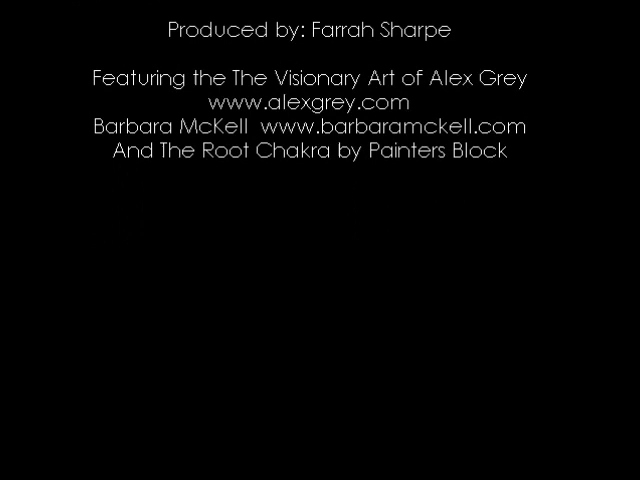 Produced by: Farrah Sharpe
Featuring the The Visionary Art of Alex Grey
www.alexgrey.com
Barbara McKell www.barbaramckell.com
And The Root Chakra by Painters Block